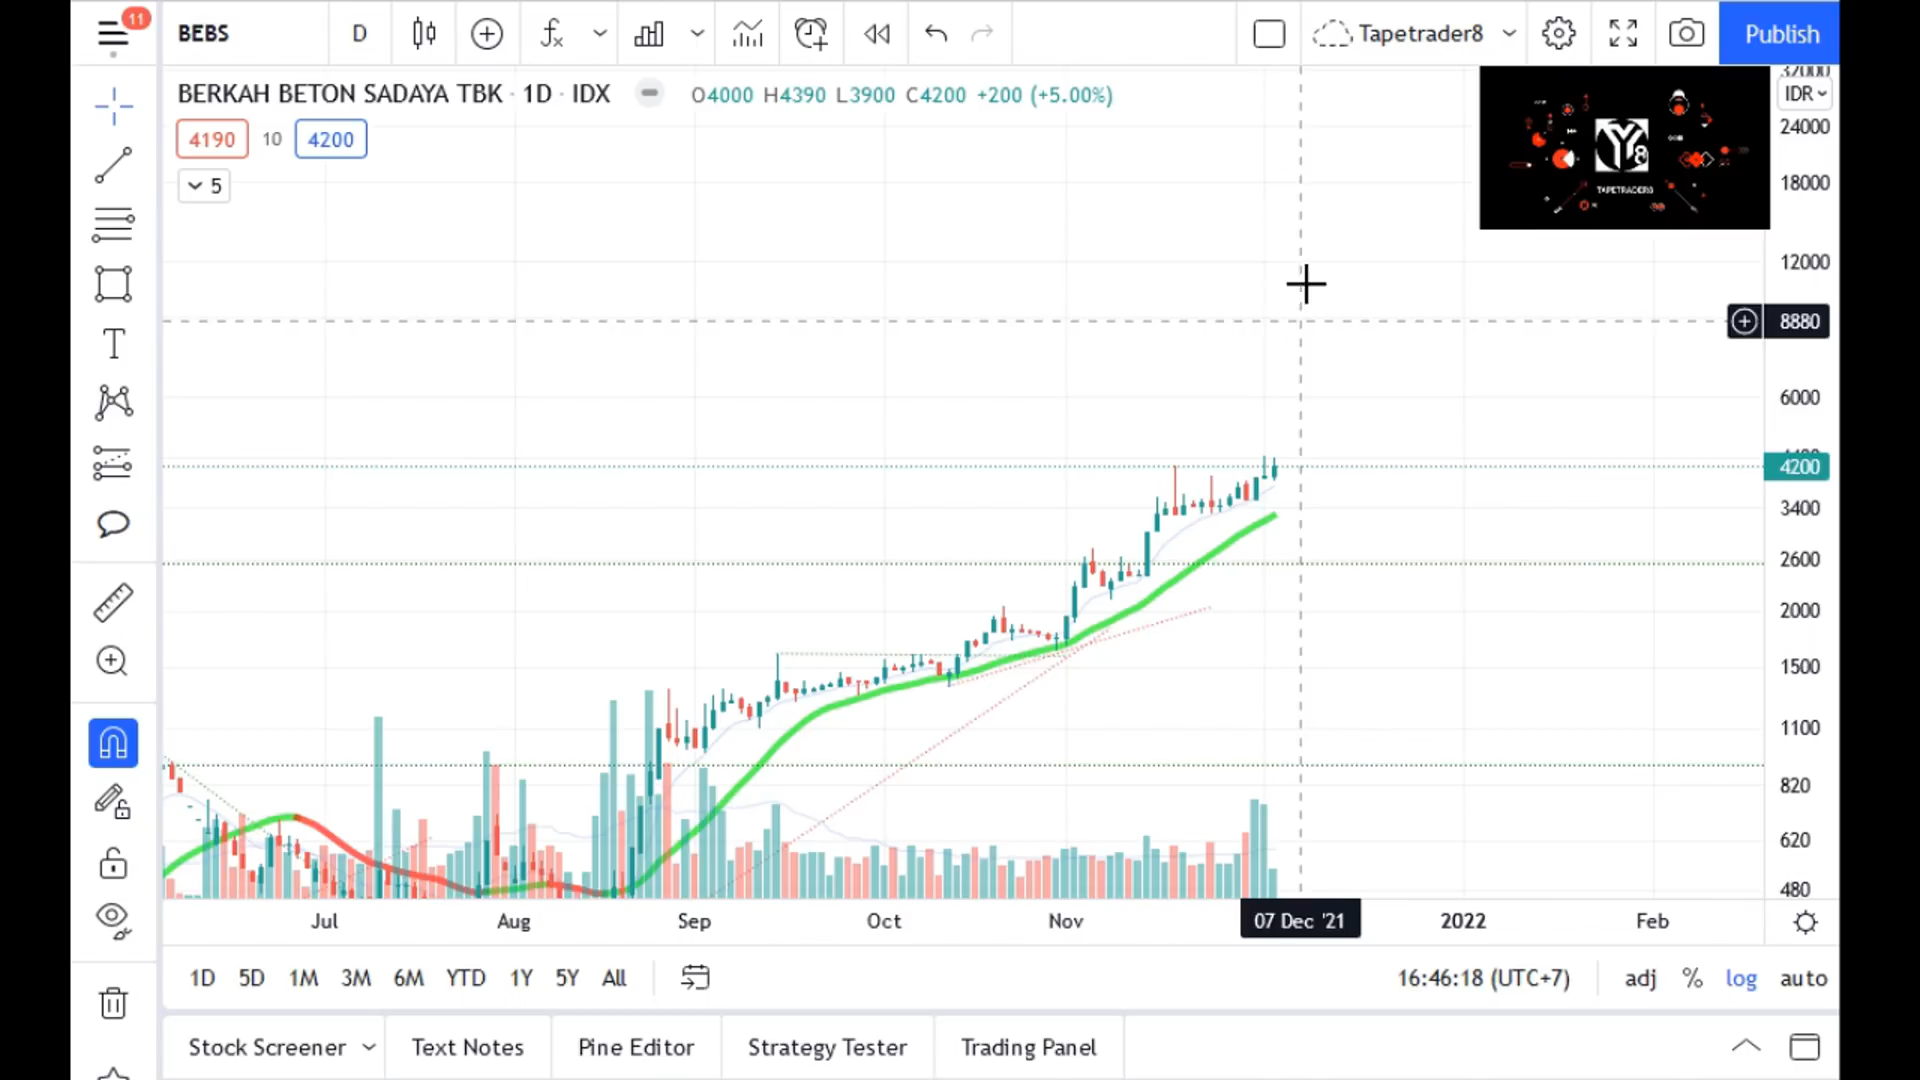 11
BEBS
D
Tapetrader8
Publish
BERKAH BETON SADAYA TBK · 1D · IDX
O4000 H4390 L3900 C4200 +200 (+5.00%)
4190
10
4200
5
TAPETRADER8
32000
IDR
24000
18000
12000
8880
6000
4200
3400
2600
2000
1500
1100
820
620
480
Jul
Aug
Sep
Oct
Nov
07 Dec '21
2022
Feb
1D
5D
1M
3M
6M
YTD
1Y
5Y
All
16:46:18 (UTC+7)
adj
%
log
auto
Stock Screener
Text Notes
Pine Editor
Strategy Tester
Trading Panel